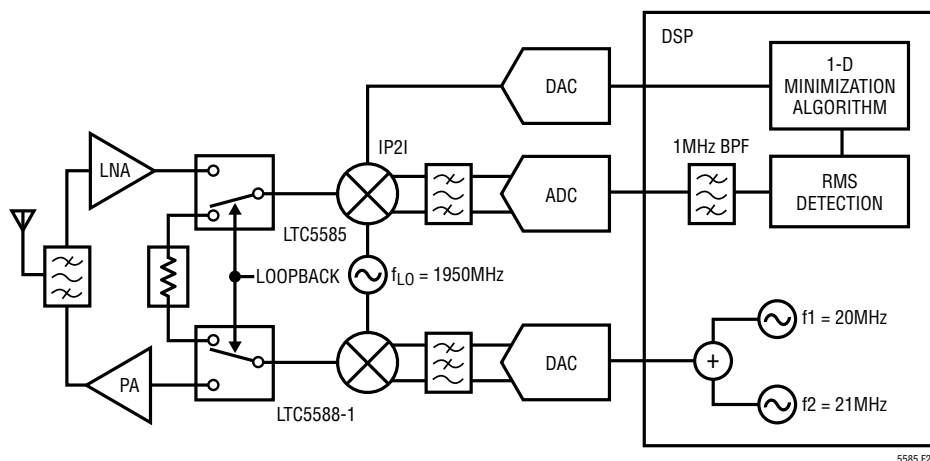 DSP
DAC
1-D
MINIMIZATION
ALGORITHM
IP2I
1MHz BPF
LNA
ADC
RMS
DETECTION
LTC5585
LOOPBACK
fLO = 1950MHz
f1 = 20MHz
DAC
+
PA
f2 = 21MHz
LTC5588-1
5585 F2